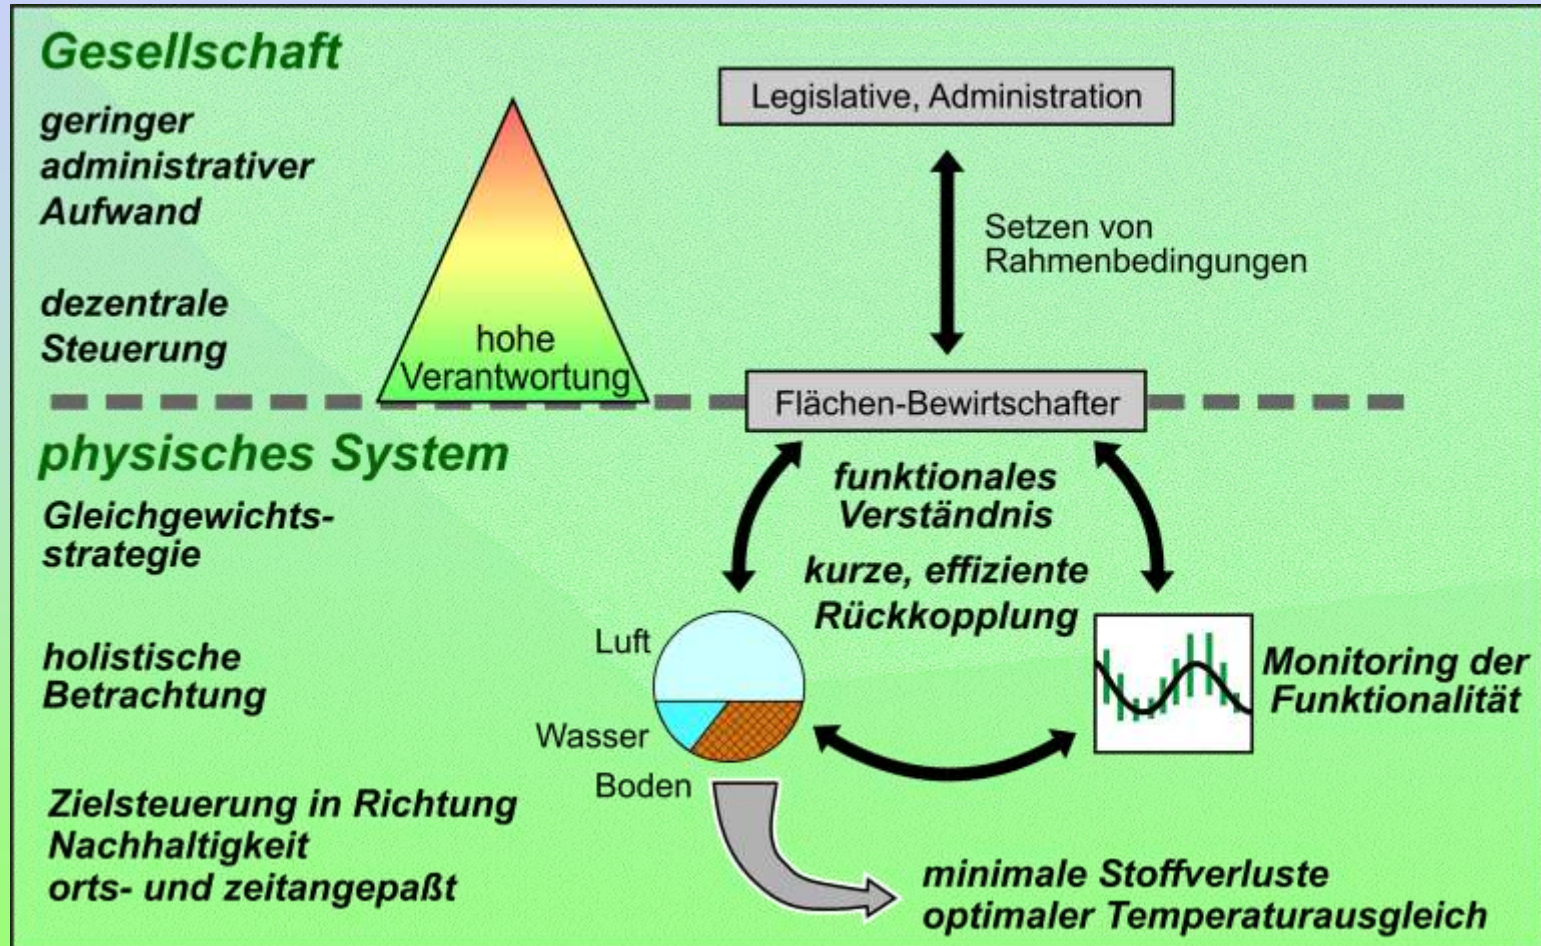 Gesellschaft
geringer
administrativer
Aufwand
dezentrale
Steuerung
hohe
Verantwortung
Legislative, Administration
Setzen von
Rahmenbedingungen
Flächen-Bewirtschafter
physisches System
Gleichgewichts-
strategie
holistische
Betrachtung
Zielsteuerung in Richtung
Nachhaltigkeit
orts- und zeitangepaßt
funktionales
Verständnis
kurze, effiziente
Rückkopplung
Luft
Wasser
Boden
Monitoring der
Funktionalität
minimale Stoffverluste
optimaler Temperaturausgleich